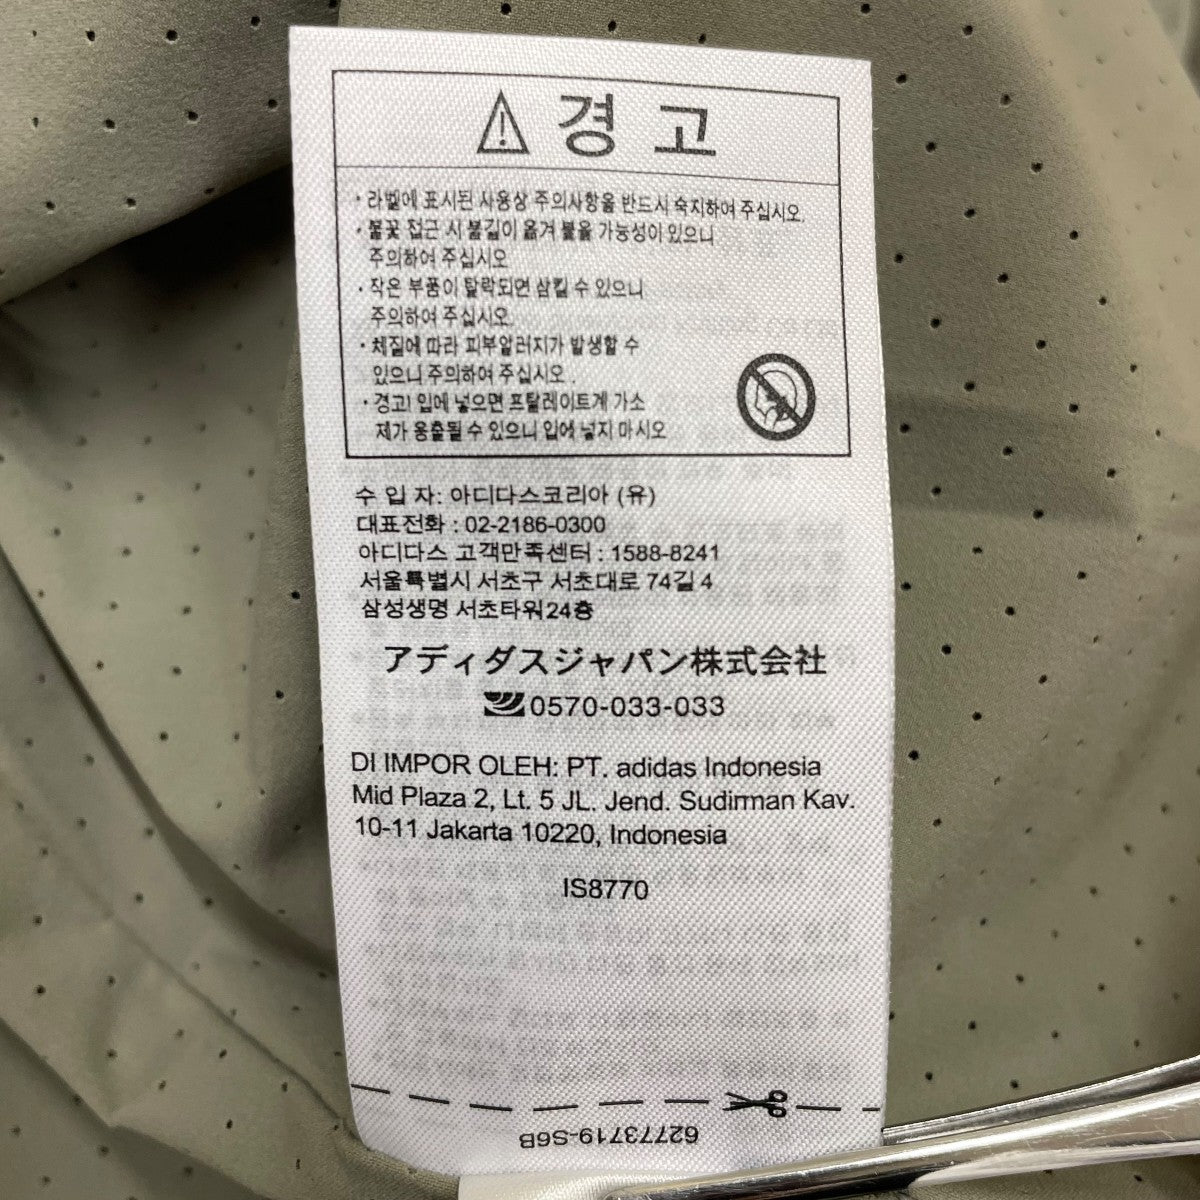 경 고
• 라벨에 표시된 사용상 주의사항을 반드시 숙지하여 주십시오.
• 불꽃 접근 시 불길이 옮겨 붙을 가능성이 있으니
주의하여 주십시오
• 작은 부품이 탈락되면 삼킬 수 있으니
주의하여 주십시오.
• 체질에 따라 피부알러지가 발생할 수
있으니 주의하여 주십시오 .
• 경고! 입에 넣으면 프탈레이트계 가소
제가 용출될 수 있으니 입에 넣지 마시오
수 입 자: 아디다스코리아 (유)
대표전화 : 02-2186-0300
아디다스 고객만족센터 : 1588-8241
서울특별시 서초구 서초대로 74길 4
삼성생명 서초타워24층
アディダスジャパン株式会社
0570-033-033
DI IMPOR OLEH: PT. adidas Indonesia
Mid Plaza 2, Lt. 5 JL. Jend. Sudirman Kav.
10-11 Jakarta 10220, Indonesia
IS8770
62773719-S6B